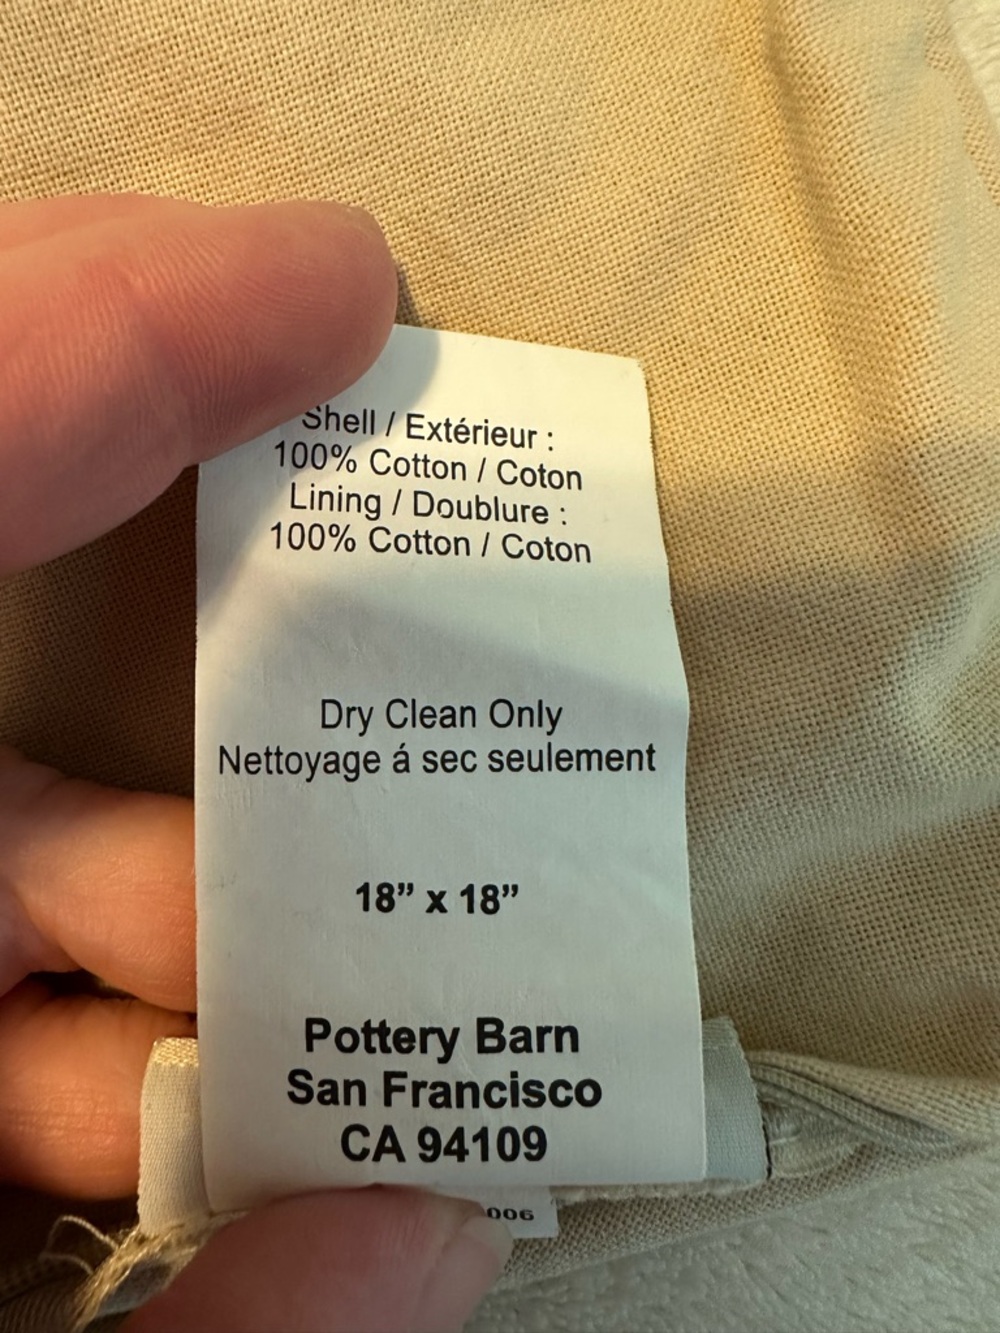 Shell / Extérieur :
100% Cotton / Coton
Lining / Doublure :
100% Cotton / Coton
Dry Clean Only
Nettoyage á sec seulement
18” x 18”
Pottery Barn
San Francisco
CA 94109
006